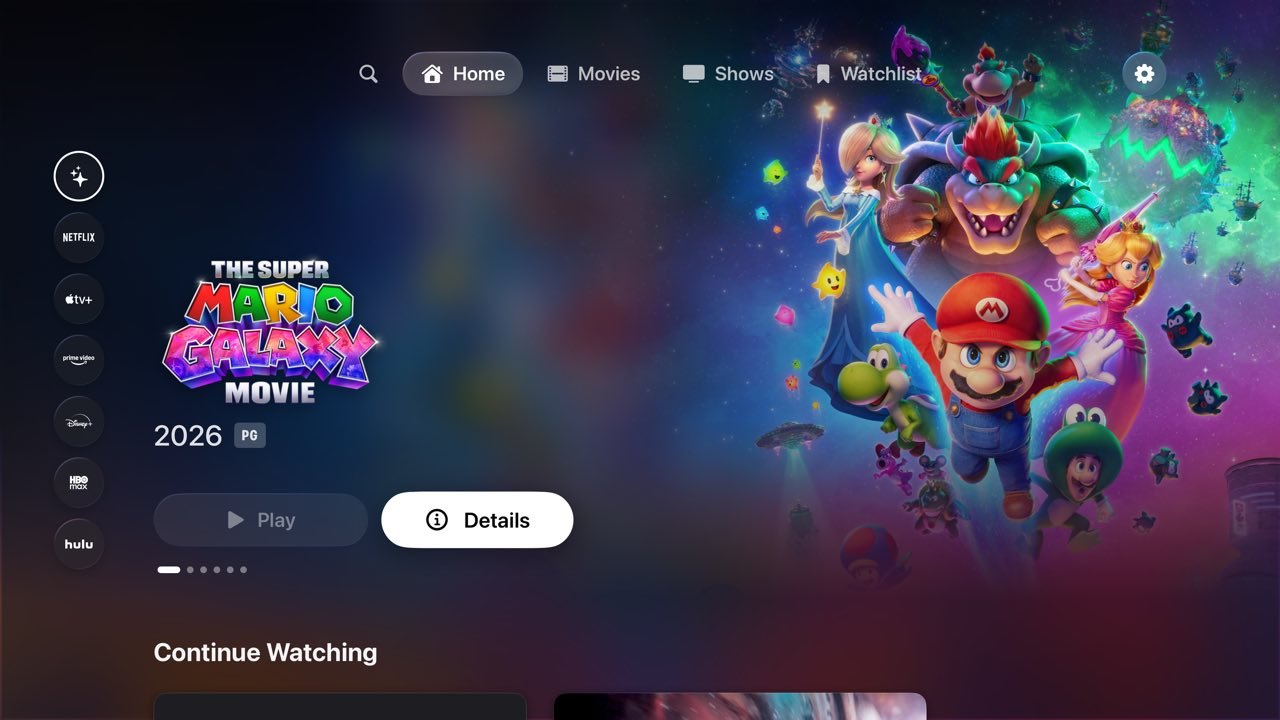 Home
Movies
Shows
Watchlist
NETFLIX
tv+
prime video
Disney+
HBO
max
hulu
THE SUPER
MARIO
GALAXY
MOVIE
2026 PG
Play
Details
Continue Watching
M